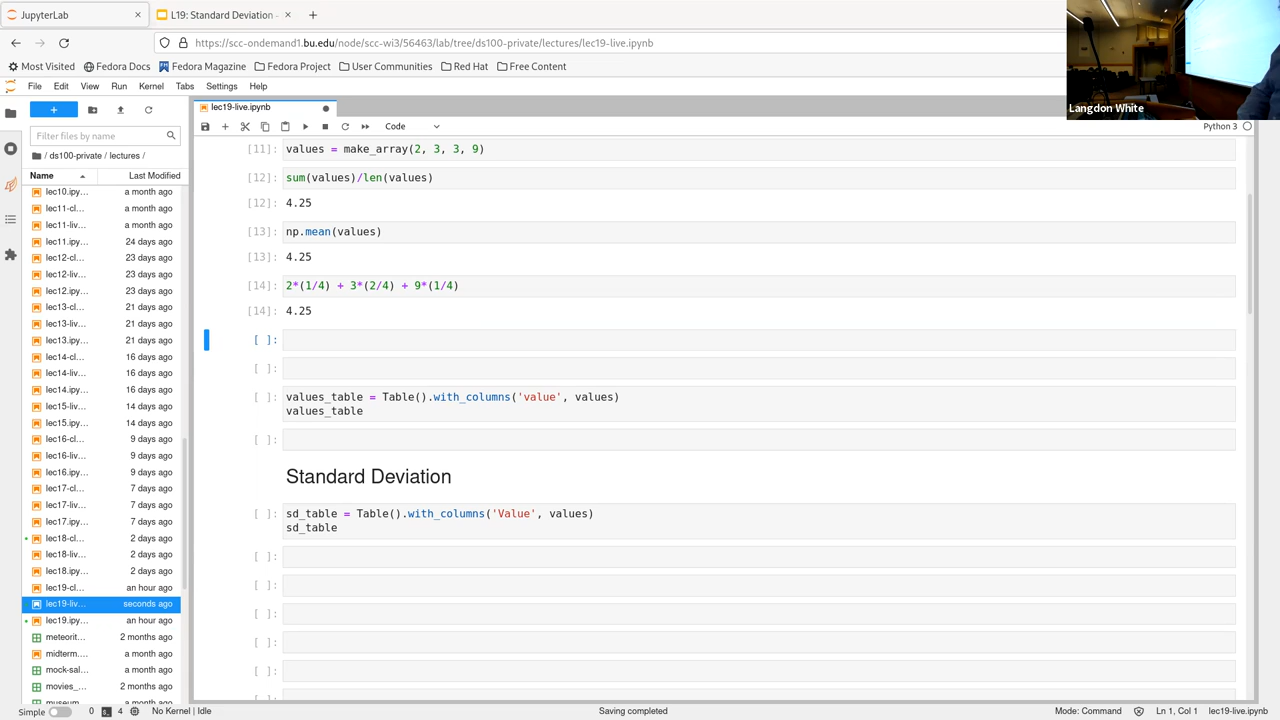 JupyterLab
L19: Standard Deviation -
https://scc-ondemand1.bu.edu/node/scc-wi3/56463/lab/tree/ds100-private/lectures/lec19-live.ipynb
Most Visited Fedora Docs Fedora Magazine Fedora Project User Communities Red Hat Free Content
Langdon White
File Edit View Run Kernel Tabs Settings Help
lec19-live.ipynb
Filter files by name
Code
Python 3
/ ds100-private / lectures /
Name Last Modified
lec10.ipy... a month ago
lec11-cl... a month ago
lec11-liv... a month ago
lec11.ipy... 24 days ago
lec12-cl... 23 days ago
lec12-liv... 23 days ago
lec12.ipy... 23 days ago
lec13-cl... 21 days ago
lec13-liv... 21 days ago
lec13.ipy... 21 days ago
lec14-cl... 16 days ago
lec14-liv... 16 days ago
lec14.ipy... 16 days ago
lec15-liv... 14 days ago
lec15.ipy... 14 days ago
lec16-cl... 9 days ago
lec16-liv... 9 days ago
lec16.ipy... 9 days ago
lec17-cl... 7 days ago
lec17-liv... 7 days ago
lec17.ipy... 7 days ago
lec18-cl... 2 days ago
lec18-liv... 2 days ago
lec18.ipy... 2 days ago
lec19-cl... an hour ago
lec19-liv... seconds ago
lec19.ipy... an hour ago
meteorit... 2 months ago
midterm.... a month ago
mock-sal... a month ago
movies_... 2 months ago
museum... a month ago
[11]: values = make_array(2, 3, 3, 9)
[12]: sum(values)/len(values)
[12]: 4.25
[13]: np.mean(values)
[13]: 4.25
[14]: 2*(1/4) + 3*(2/4) + 9*(1/4)
[14]: 4.25
[ ]:
[ ]:
[ ]: values_table = Table().with_columns('value', values)
values_table
[ ]:
Standard Deviation
[ ]: sd_table = Table().with_columns('Value', values)
sd_table
[ ]:
[ ]:
[ ]:
[ ]:
[ ]:
[ ]:
Simple 0 4 No Kernel | Idle Saving completed Mode: Command Ln 1, Col 1 lec19-live.ipynb